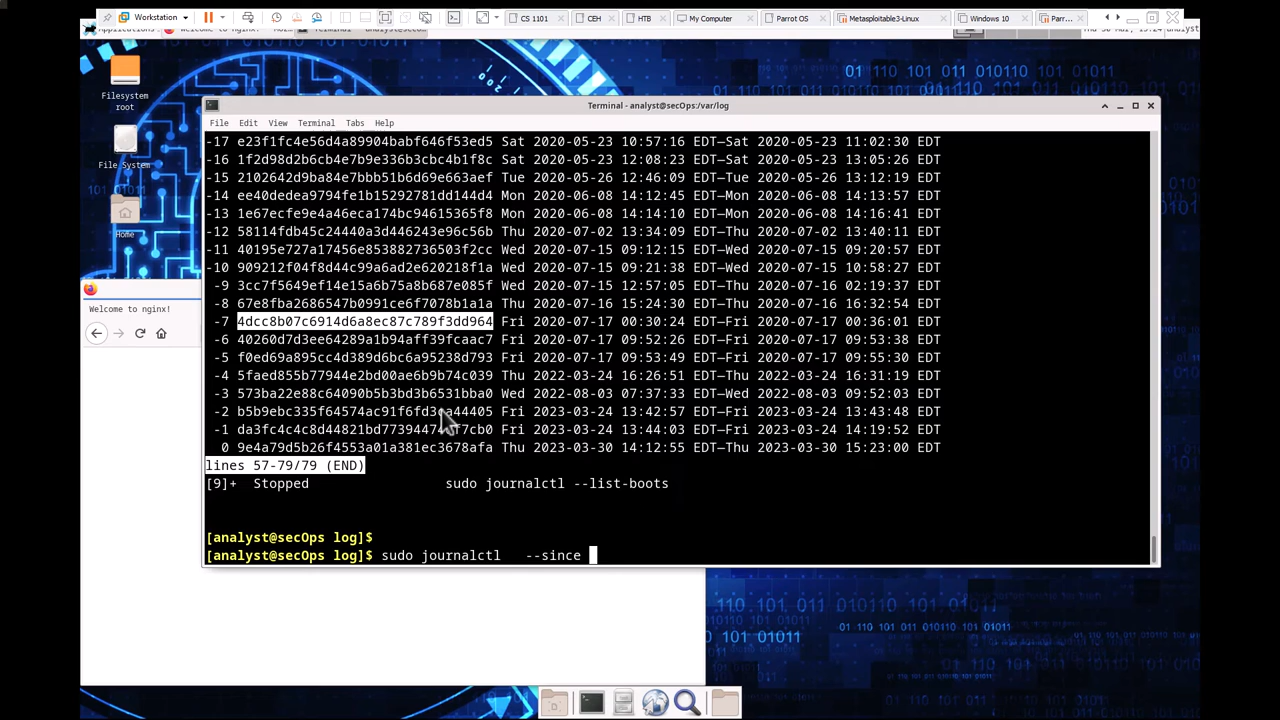 Workstation
CS 1101
CEH
HTB
My Computer
Parrot OS
Metasploitable3-Linux
Windows 10
Parr...
Applications
Welcome to nginx!
Filesystem
root
File System
Home
Welcome to nginx!
Terminal - analyst@secOps:/var/log
File Edit View Terminal Tabs Help
-17 e23f1fc4e56d4a89904babf646f53ed5 Sat 2020-05-23 10:57:16 EDT—Sat 2020-05-23 11:02:30 EDT
-16 1f2d98d2b6cb4e7b9e336b3cbc4b1f8c Sat 2020-05-23 12:08:23 EDT—Sat 2020-05-23 13:05:26 EDT
-15 2102642d9ba84e7bbb51b6d69e663aef Tue 2020-05-26 12:46:09 EDT—Tue 2020-05-26 13:12:19 EDT
-14 ee40dedea9794fe1b15292781dd144d4 Mon 2020-06-08 14:12:45 EDT—Mon 2020-06-08 14:13:57 EDT
-13 1e67ecfe9e4a46eca174bc94615365f8 Mon 2020-06-08 14:14:10 EDT—Mon 2020-06-08 14:16:41 EDT
-12 58114fdb45c24440a3d446243e96c56b Thu 2020-07-02 13:34:09 EDT—Thu 2020-07-02 13:40:11 EDT
-11 40195e727a17456e853882736503f2cc Wed 2020-07-15 09:12:15 EDT—Wed 2020-07-15 09:20:57 EDT
-10 909212f04f8d44c99a6ad2e620218f1a Wed 2020-07-15 09:21:38 EDT—Wed 2020-07-15 10:58:27 EDT
-9 3cc7f5649ef14e15a6b75a8b687e085f Wed 2020-07-15 12:57:05 EDT—Thu 2020-07-16 02:19:37 EDT
-8 67e8fba2686547b0991ce6f7078b1a1a Thu 2020-07-16 15:24:30 EDT—Thu 2020-07-16 16:32:54 EDT
-7 4dcc8b07c6914d6a8ec87c789f3dd964 Fri 2020-07-17 00:30:24 EDT—Fri 2020-07-17 00:36:01 EDT
-6 40260d7d3ee64289a1b94aff39fcaac7 Fri 2020-07-17 09:52:26 EDT—Fri 2020-07-17 09:53:38 EDT
-5 f0ed69a895cc4d389d6bc6a95238d793 Fri 2020-07-17 09:53:49 EDT—Fri 2020-07-17 09:55:30 EDT
-4 5faed855b77944e2bd00ae6b9b74c039 Thu 2022-03-24 16:26:51 EDT—Thu 2022-03-24 16:31:19 EDT
-3 573ba22e88c64090b5b3bd3b6531bba0 Wed 2022-08-03 07:37:33 EDT—Wed 2022-08-03 09:52:03 EDT
-2 Fri 2023-03-24 13:42:57 EDT—Fri 2023-03-24 13:43:48 EDT
-1 Fri 2023-03-24 13:44:03 EDT—Fri 2023-03-24 14:19:52 EDT
0 9e4a79d5b26f4553a01a381ec3678afa Thu 2023-03-30 14:12:55 EDT—Thu 2023-03-30 15:23:00 EDT
lines 57-79/79 (END)
[9]+ Stopped sudo journalctl --list-boots
[analyst@secOps log]$
[analyst@secOps log]$ sudo journalctl --since